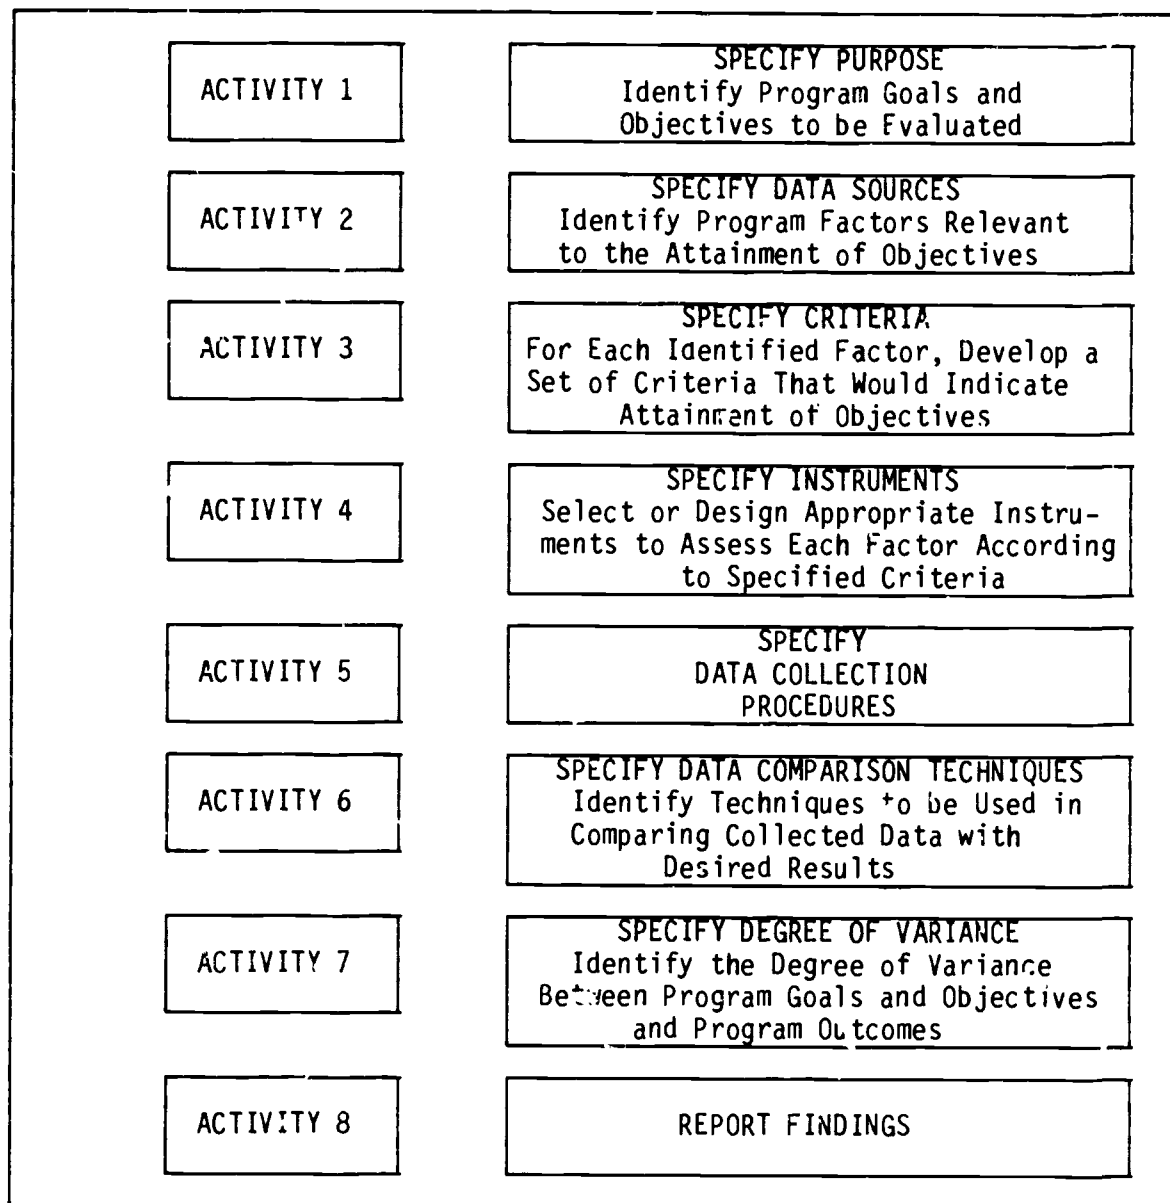 ACTIVITY 1
SPECIFY PURPOSE
Identify Program Goals and
Objectives to be Evaluated
ACTIVITY 2
SPECIFY DATA SOURCES
Identify Program Factors Relevant
to the Attainment of Objectives
ACTIVITY 3
SPECIFY CRITERIA
For Each Identified Factor, Develop a
Set of Criteria That Would Indicate
Attainment of Objectives
ACTIVITY 4
SPECIFY INSTRUMENTS
Select or Design Appropriate Instru-
ments to Assess Each Factor According
to Specified Criteria
ACTIVITY 5
SPECIFY
DATA COLLECTION
PROCEDURES
ACTIVITY 6
SPECIFY DATA COMPARISON TECHNIQUES
Identify Techniques to be Used in
Comparing Collected Data with
Desired Results
ACTIVITY 7
SPECIFY DEGREE OF VARIANCE
Identify the Degree of Variance
Between Program Goals and Objectives
and Program Outcomes
ACTIVITY 8
REPORT FINDINGS